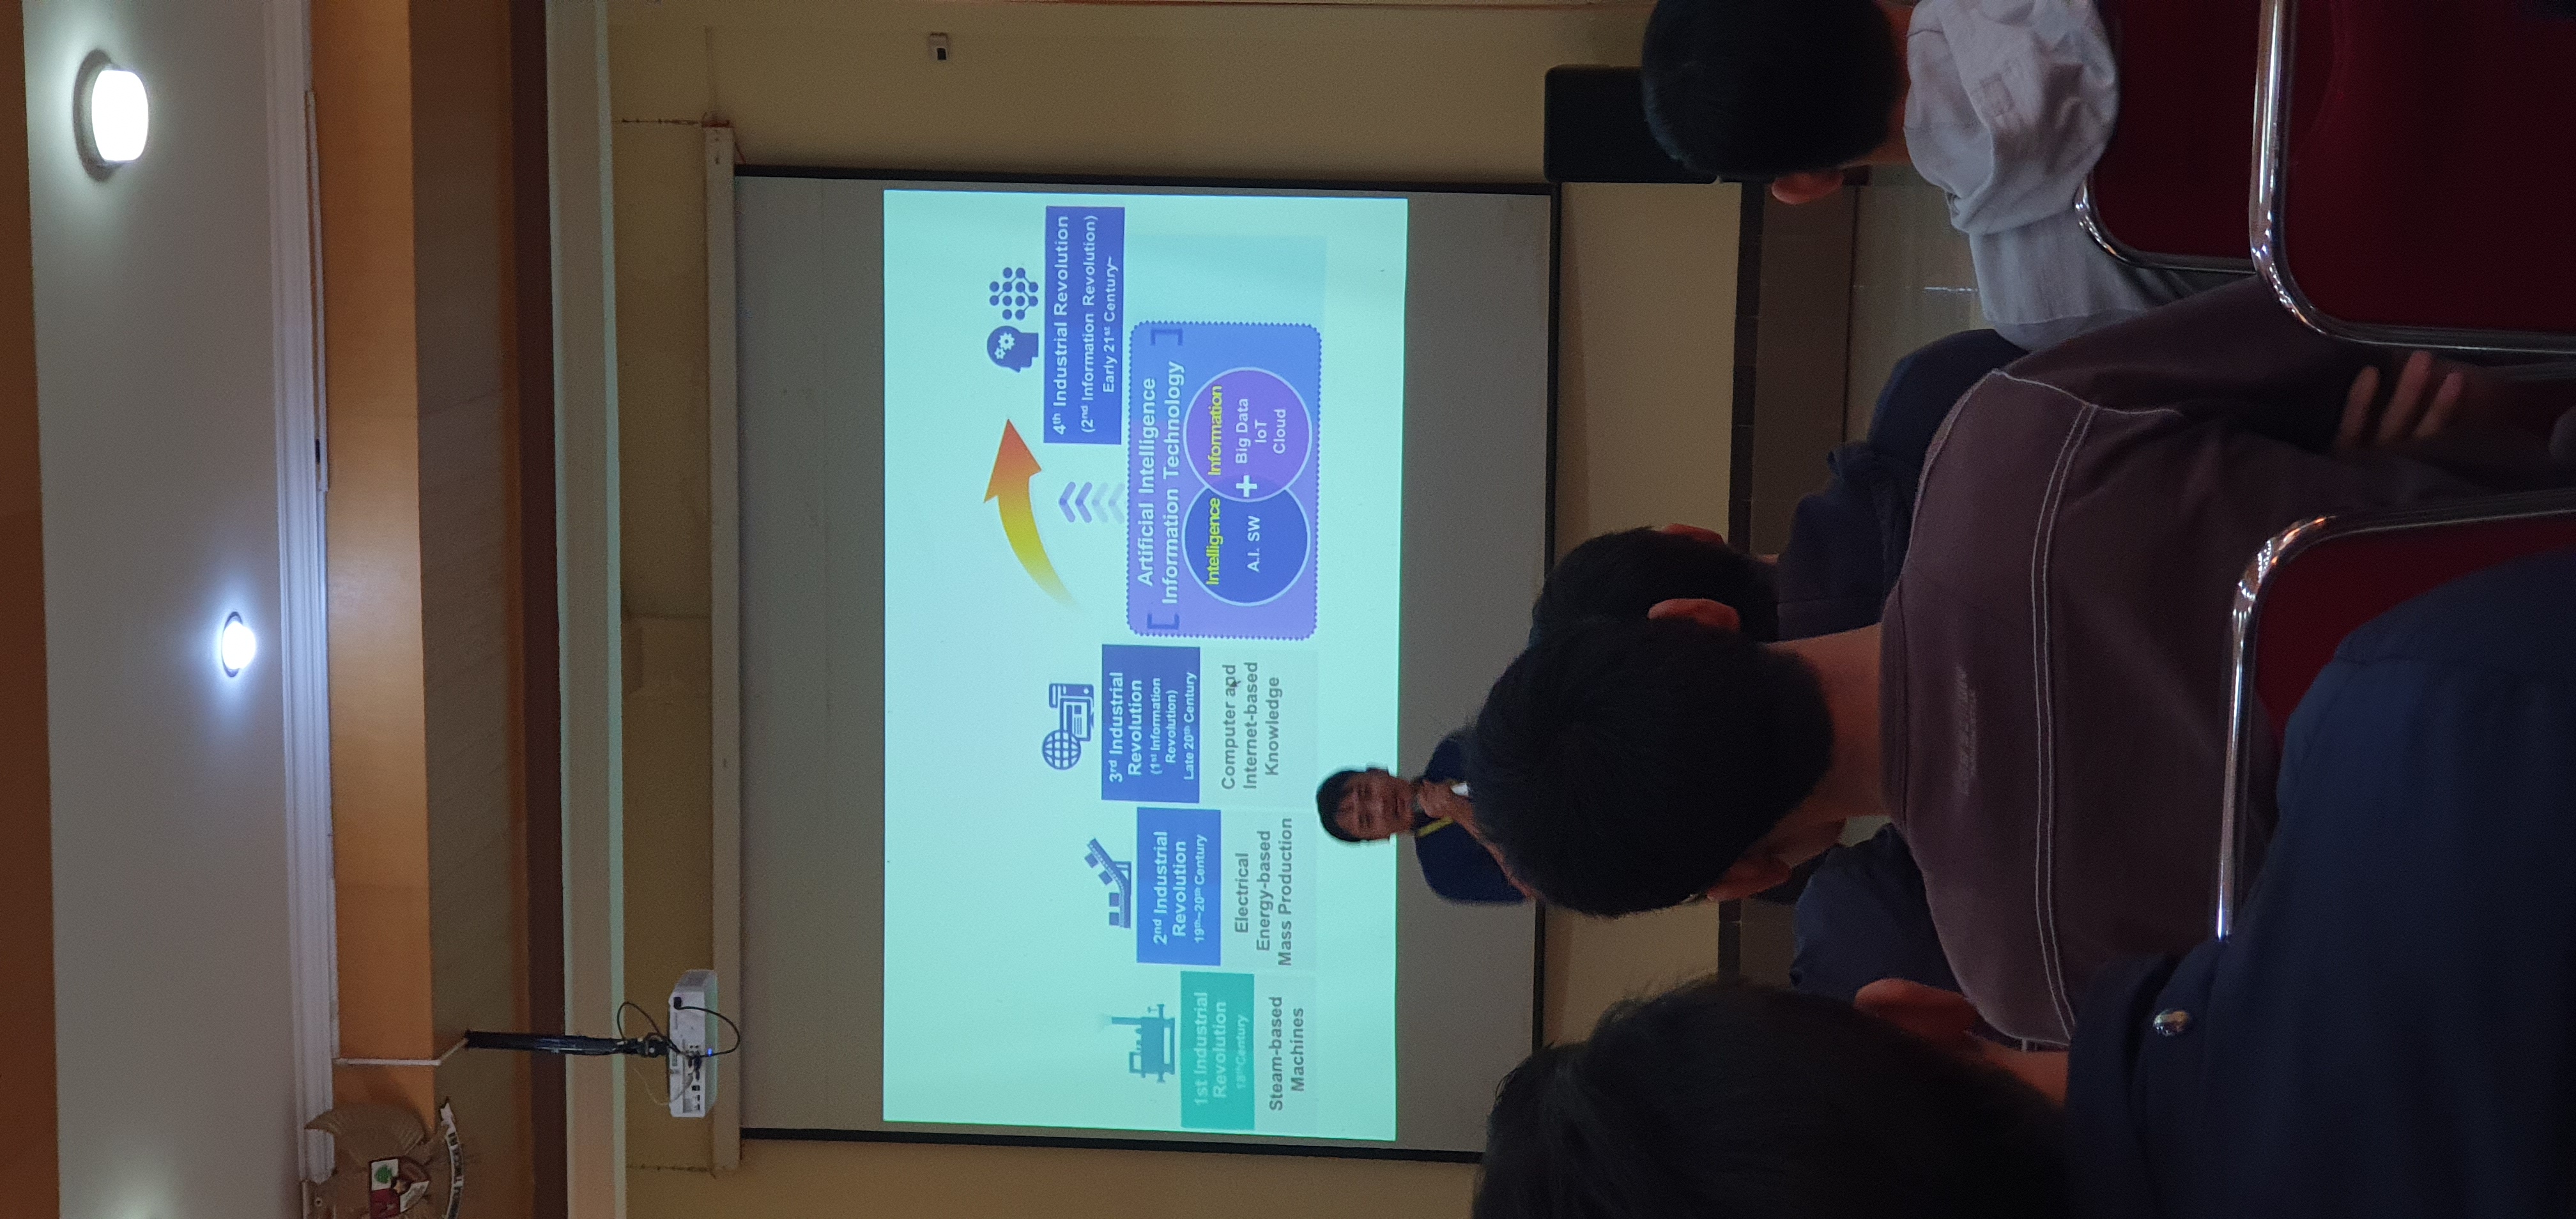 1st Industrial
Revolution
18th Century
Steam-based
Machines
2nd Industrial
Revolution
19th~20th Century
Electrical
Energy-based
Mass Production
3rd Industrial
Revolution
(1st Information
Revolution)
Late 20th Century
Computer and
Internet-based
Knowledge
Artificial Intelligence
Information Technology
Intelligence
A.I. SW
+
Information
Big Data
IoT
Cloud
4th Industrial Revolution
(2nd Information Revolution)
Early 21st Century~